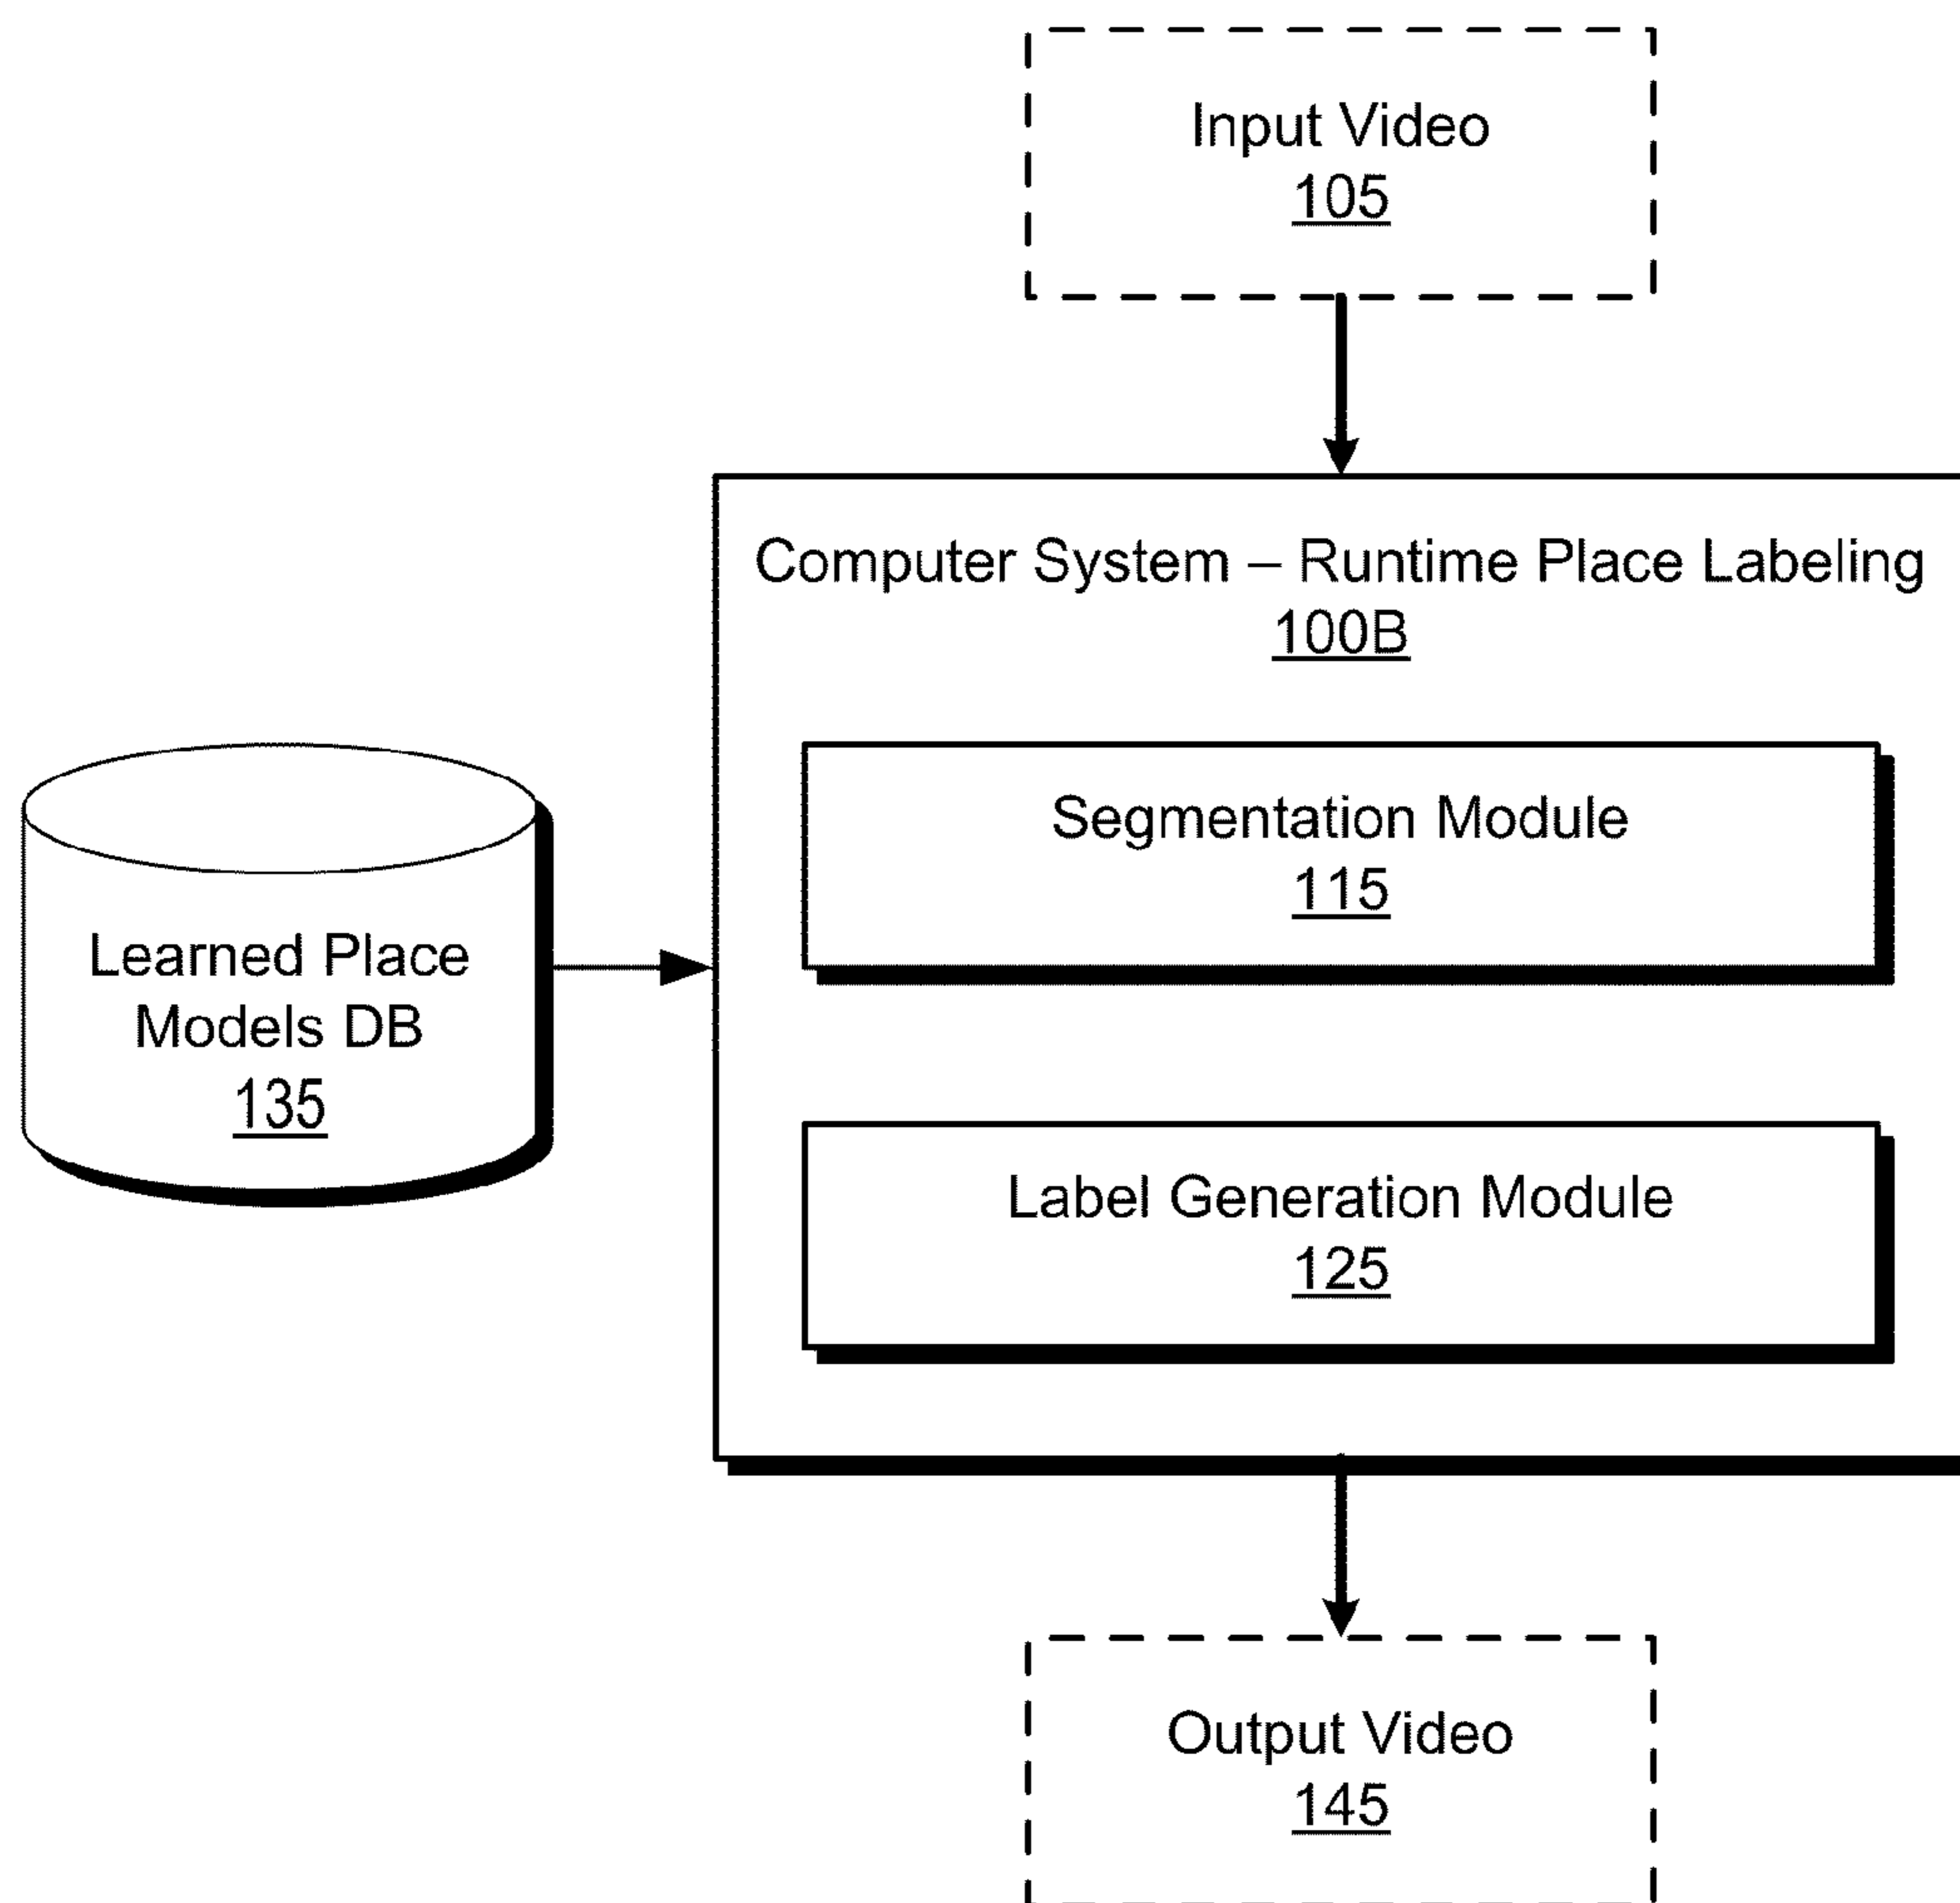 Input Video
105
Computer System – Runtime Place Labeling
100B
Segmentation Module
115
Learned Place
Models DB
135
Label Generation Module
125
Output Video
145